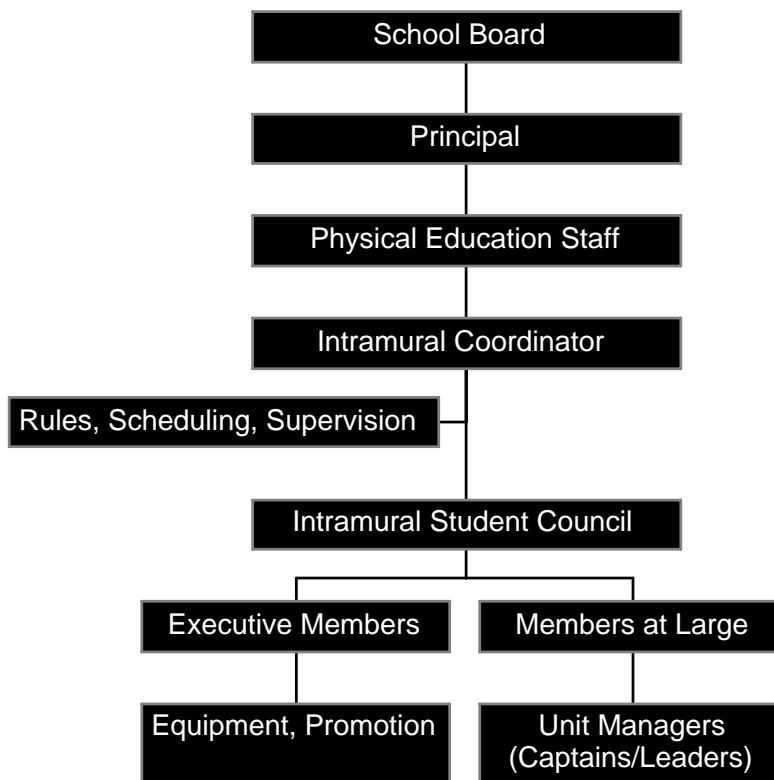 School Board
Principal
Physical Education Staff
Intramural Coordinator
Rules, Scheduling, Supervision
Intramural Student Council
Executive Members
Members at Large
Equipment, Promotion
Unit Managers
(Captains/Leaders)